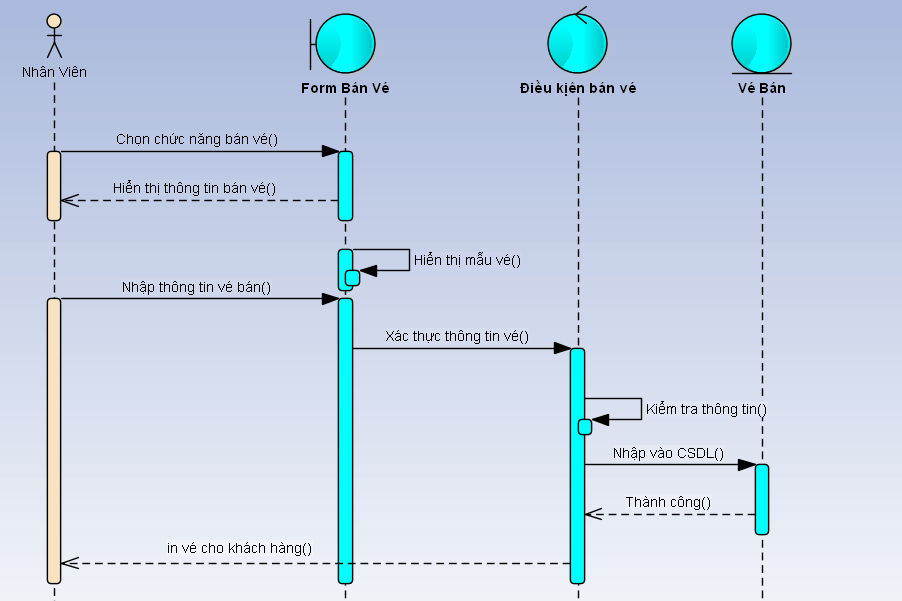 Nhân Viên
Form Bán Vé
Điều kịên bán vé
Vé Bán
Chọn chức năng bán vé()
Hiển thị thông tin bán vé()
Hiển thị mẫu vé()
Nhập thông tin vé bán()
Xác thực thông tin vé()
Kiểm tra thông tin()
Nhập vào CSDL()
Thành công()
in vé cho khách hàng()